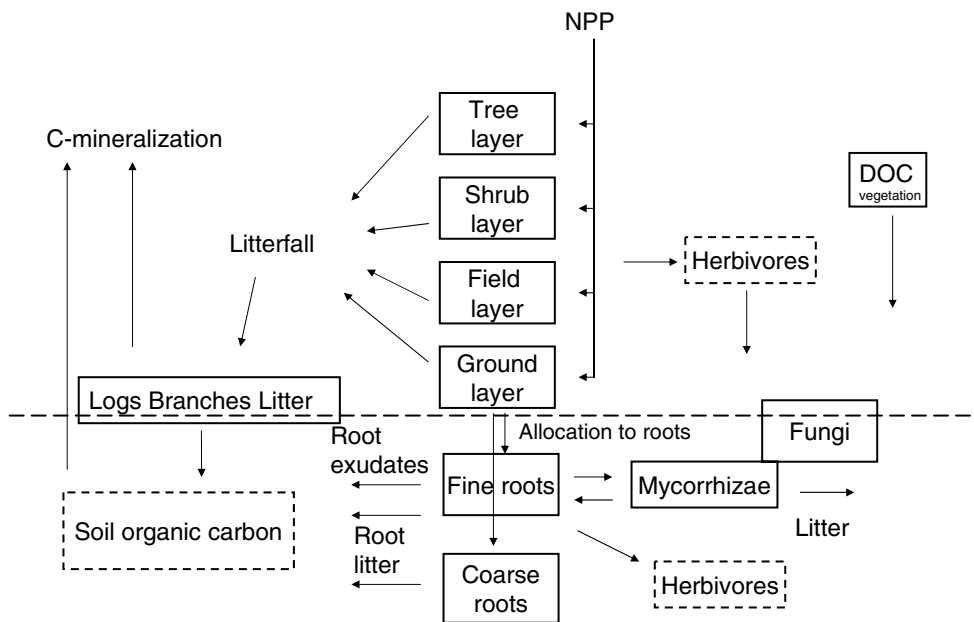 NPP
Tree
layer
C-mineralization
DOC
vegetation
Shrub
layer
Litterfall
Herbivores
Field
layer
Ground
layer
Logs Branches Litter
Allocation to roots
Fungi
Root
exudates
Fine roots
Mycorrhizae
Soil organic carbon
Litter
Root
litter
Coarse
roots
Herbivores